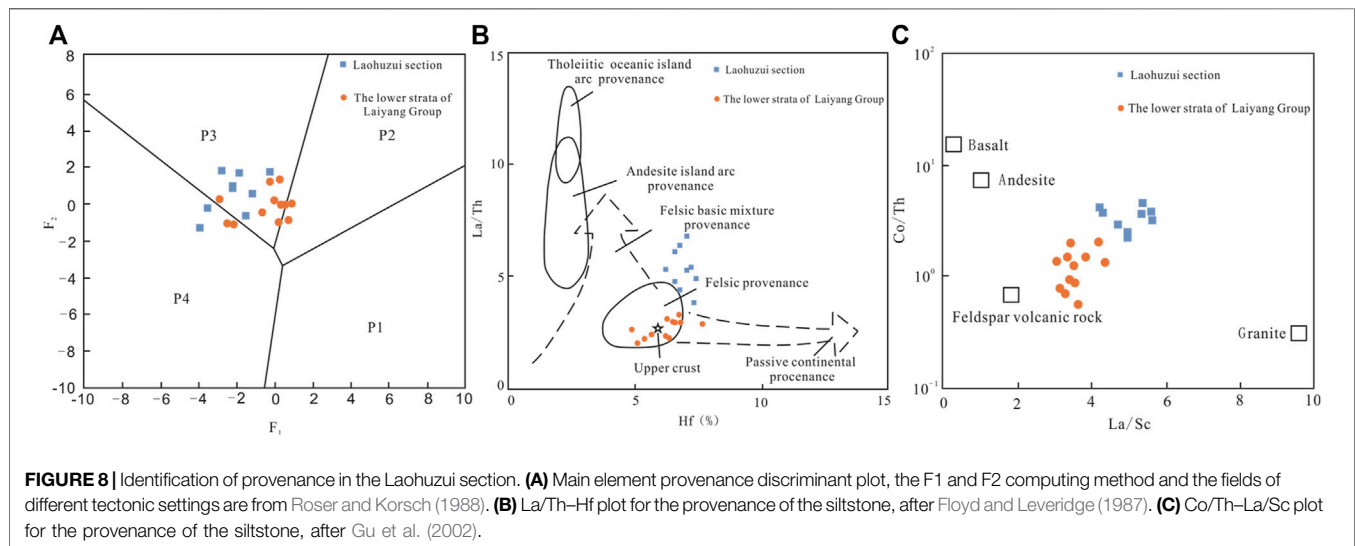 A
8
6
4
2
0
−2
−4
−6
−8
-10
F₂
-10
−8
−6
−4
−2
0
2
4
6
8
10
F₁
Laohuzui section
The lower strata of
Laiyang Group
P3
P2
P4
P1
B
15
10
5
0
La/Th
0
5
10
15
Hf (%)
Tholeiitic oceanic island
arc provenance
Laohuzui section
The lower strata of Laiyang Group
Andesite island arc
provenance
Felsic basic mixture
provenance
Felsic provenance
Upper crust
Passive continental
procenance
C
10²
10¹
10⁰
10⁻¹
Co/Th
0
2
4
6
8
10
La/Sc
Laohuzui section
The lower strata of Laiyang Group
Basalt
Andesite
Feldspar volcanic rock
Granite
FIGURE 8 | Identification of provenance in the Laohuzui section. (A) Main element provenance discriminant plot, the F1 and F2 computing method and the fields of
different tectonic settings are from Roser and Korsch (1988). (B) La/Th–Hf plot for the provenance of the siltstone, after Floyd and Leveridge (1987). (C) Co/Th–La/Sc plot
for the provenance of the siltstone, after Gu et al. (2002).